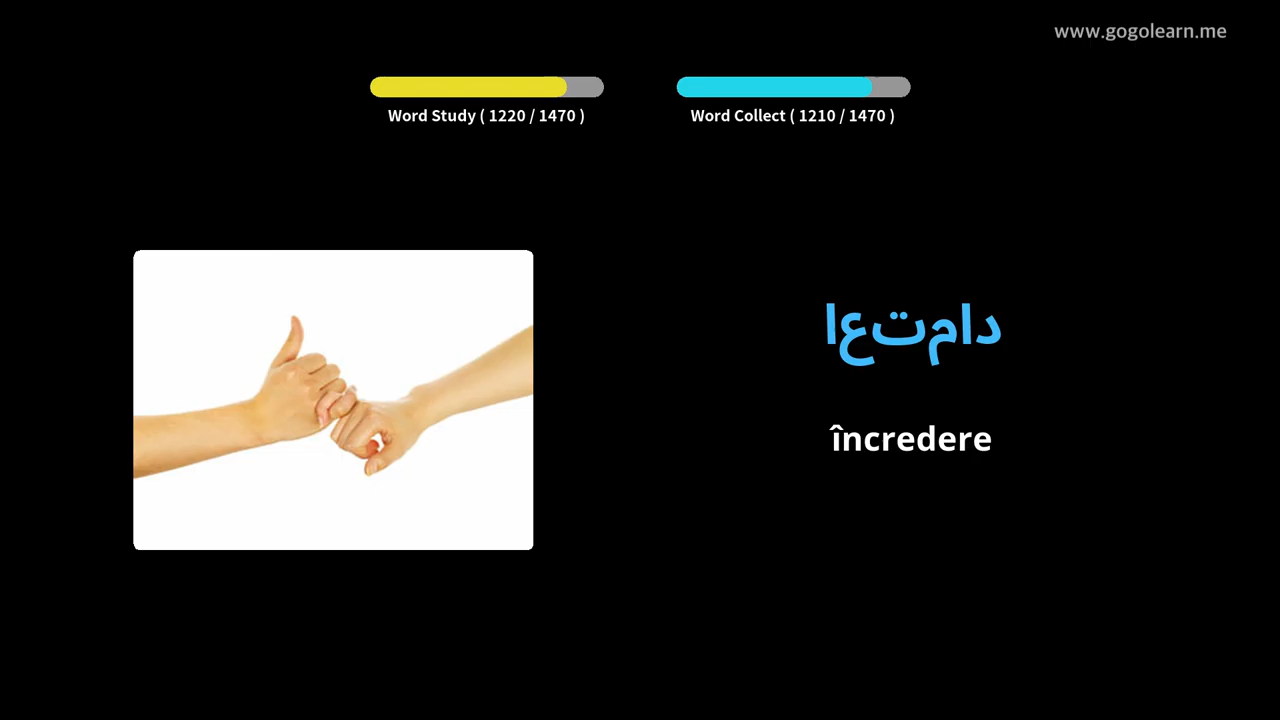 www.gogolearn.me
Word Study ( 1220 / 1470 )
Word Collect ( 1210 / 1470 )
اعتماد
încredere